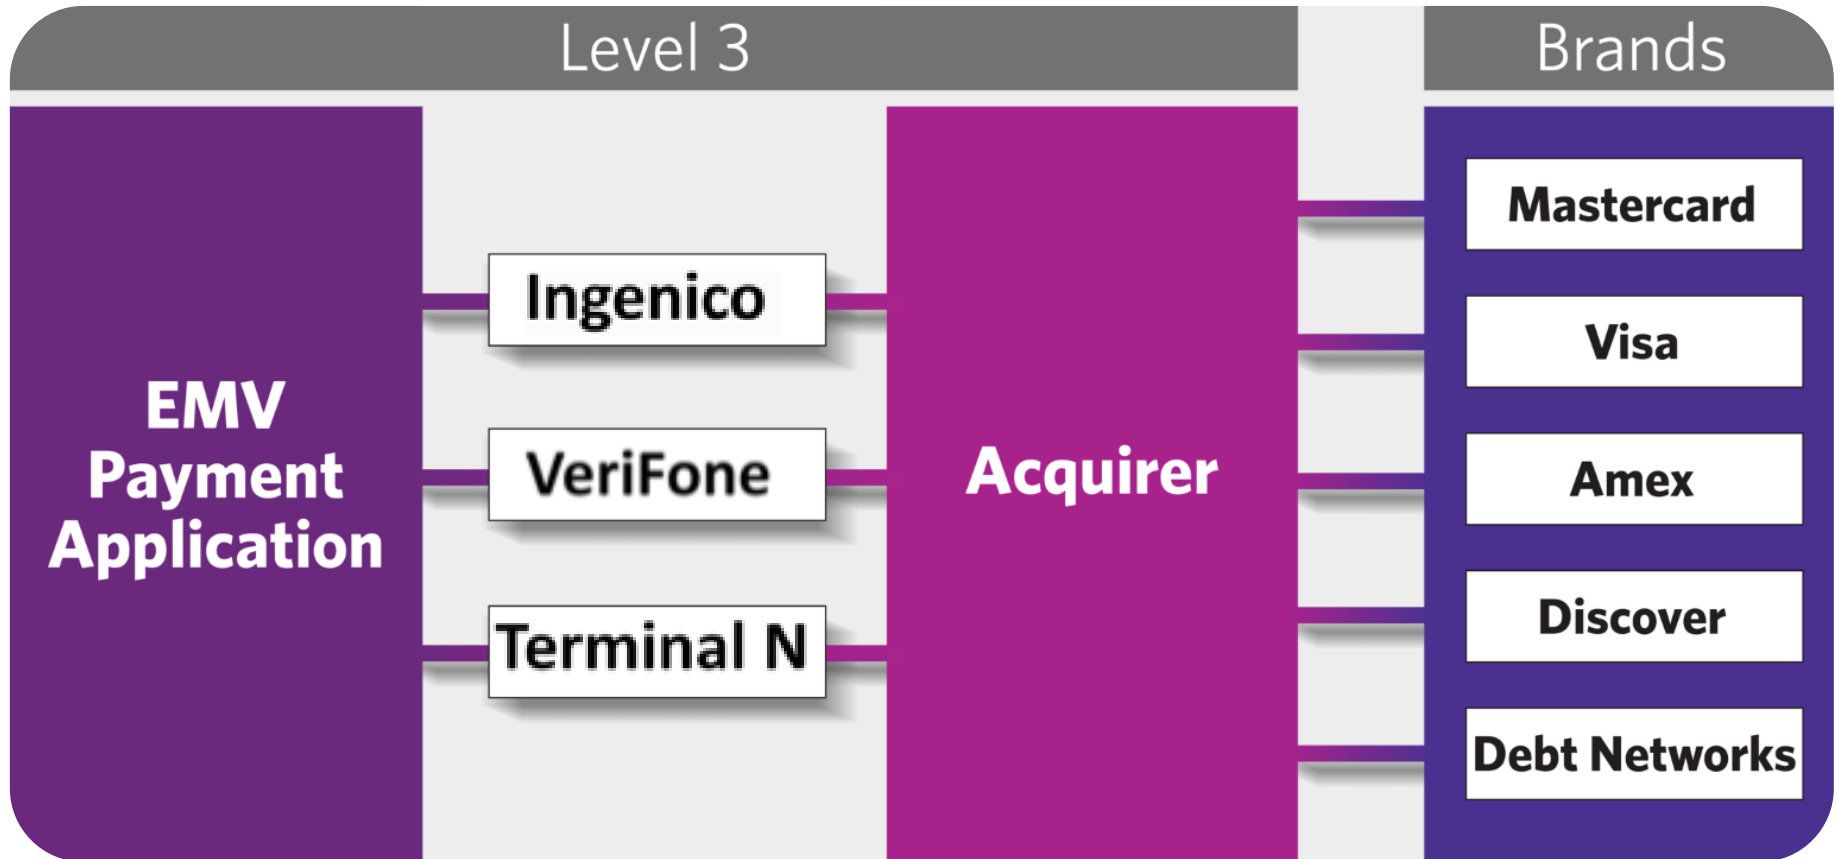 Level 3
Brands
EMV
Payment
Application
Ingenico
VeriFone
Terminal N
Acquirer
Mastercard
Visa
Amex
Discover
Debt Networks